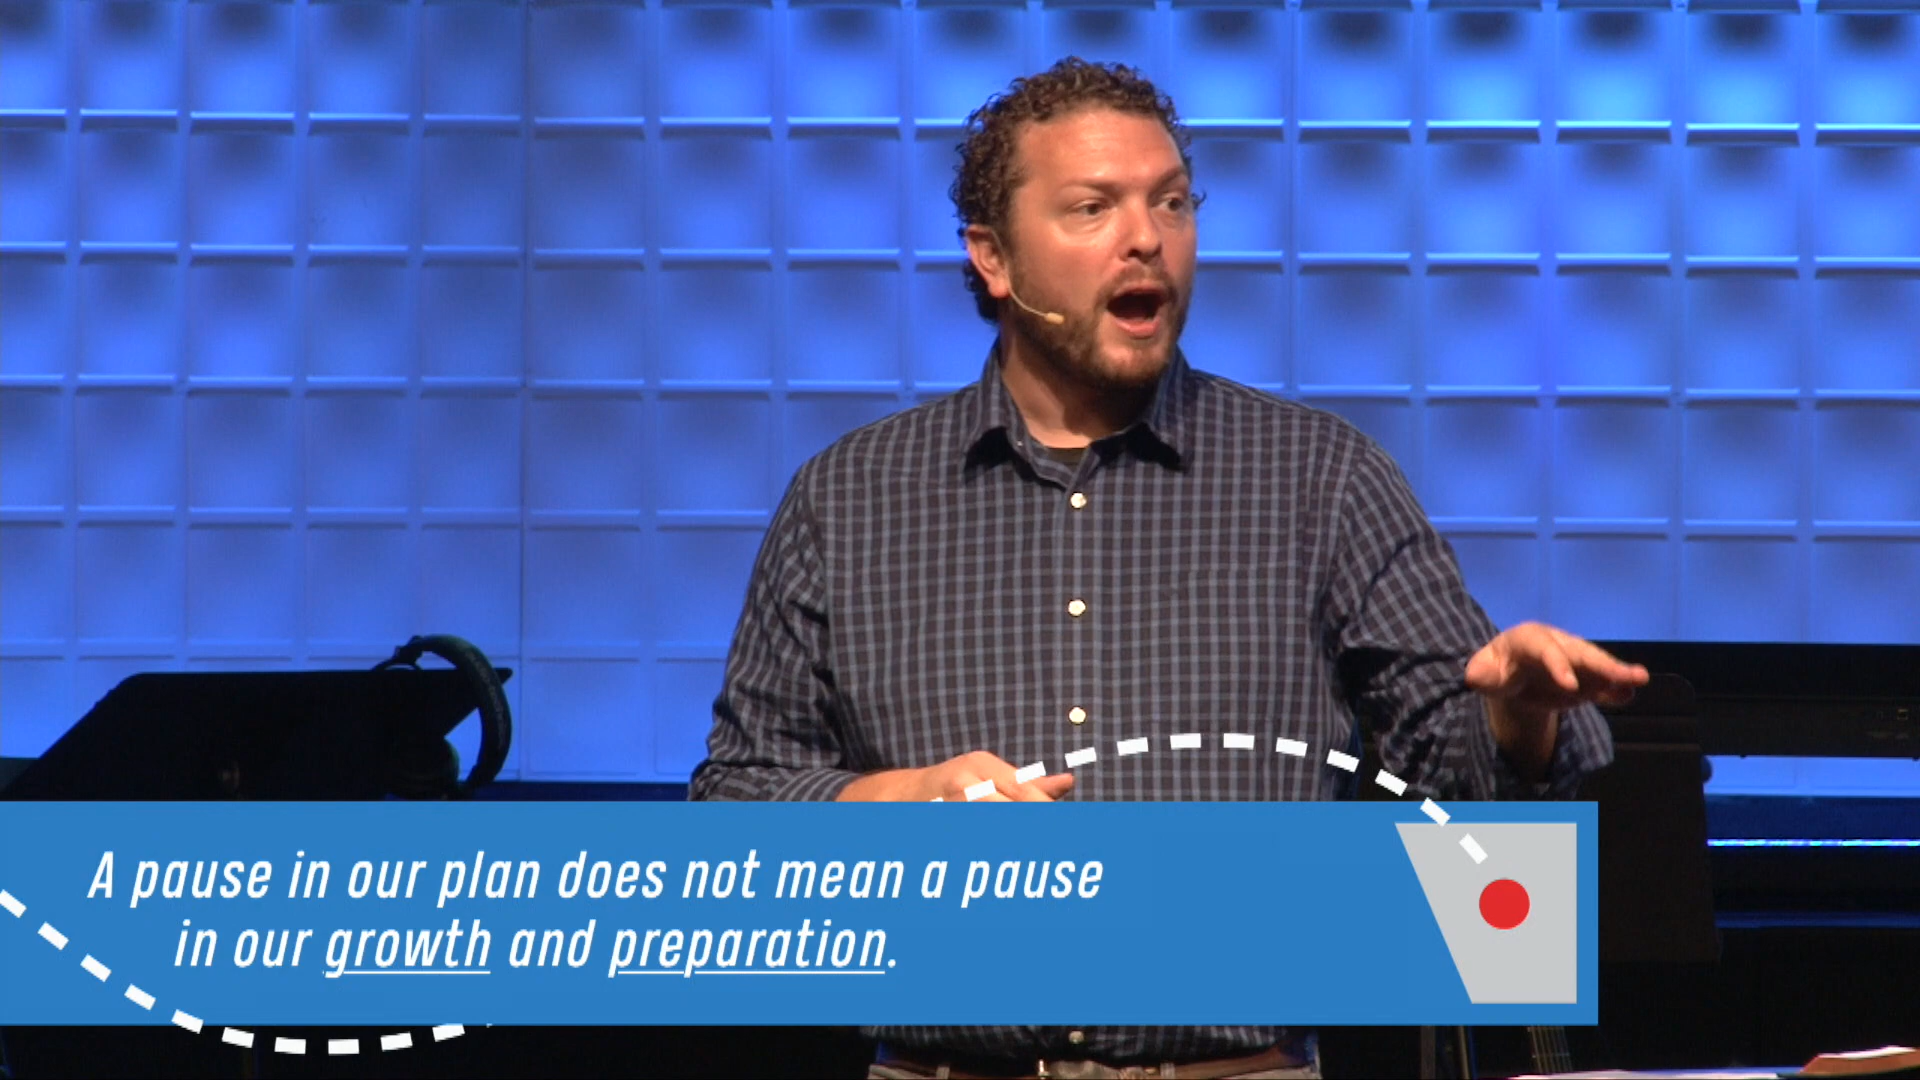 A pause in our plan does not mean a pause
in our growth and preparation.